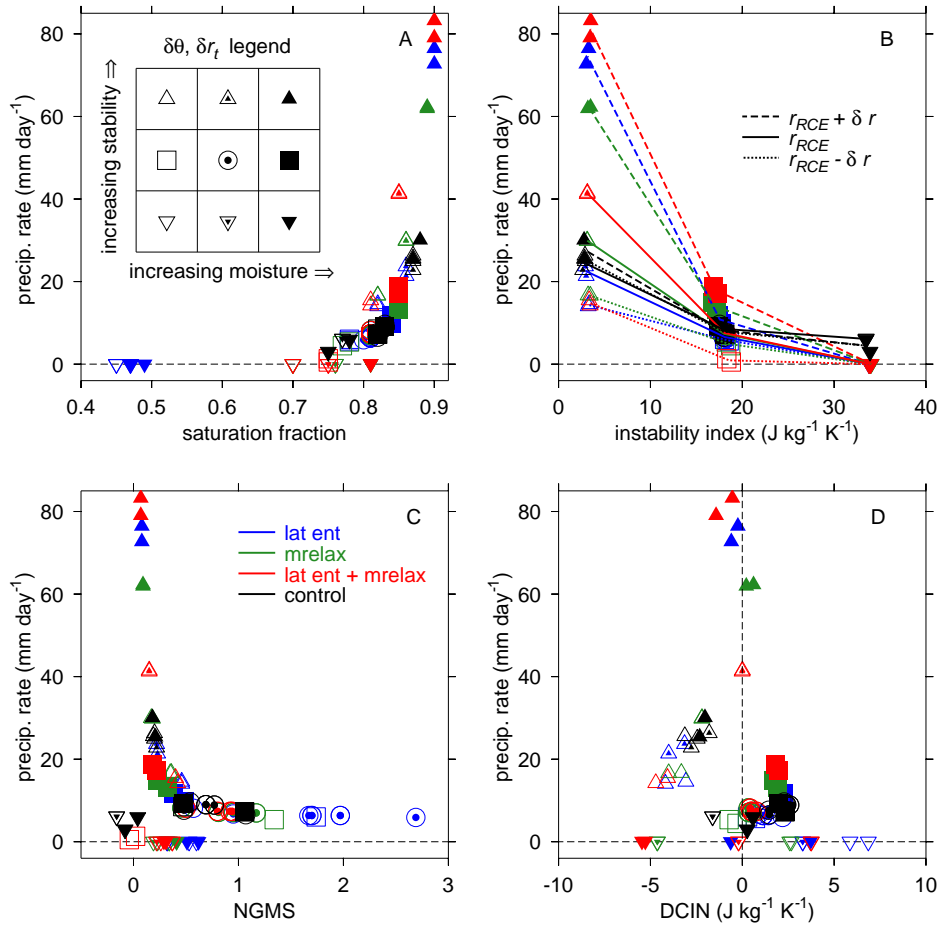 A
δθ, δr_t legend
increasing stability ⇒
increasing moisture ⇒
precip. rate (mm day⁻¹)
80
60
40
20
0
0.4 0.5 0.6 0.7 0.8 0.9
saturation fraction
B
r_RCE + δ r
r_RCE
r_RCE - δ r
precip. rate (mm day⁻¹)
80
60
40
20
0
0 10 20 30 40
instability index (J kg⁻¹ K⁻¹)
C
lat ent
mrelax
lat ent + mrelax
control
precip. rate (mm day⁻¹)
80
60
40
20
0
0 1 2 3
NGMS
D
precip. rate (mm day⁻¹)
80
60
40
20
0
-10 -5 0 5 10
DCIN (J kg⁻¹ K⁻¹)